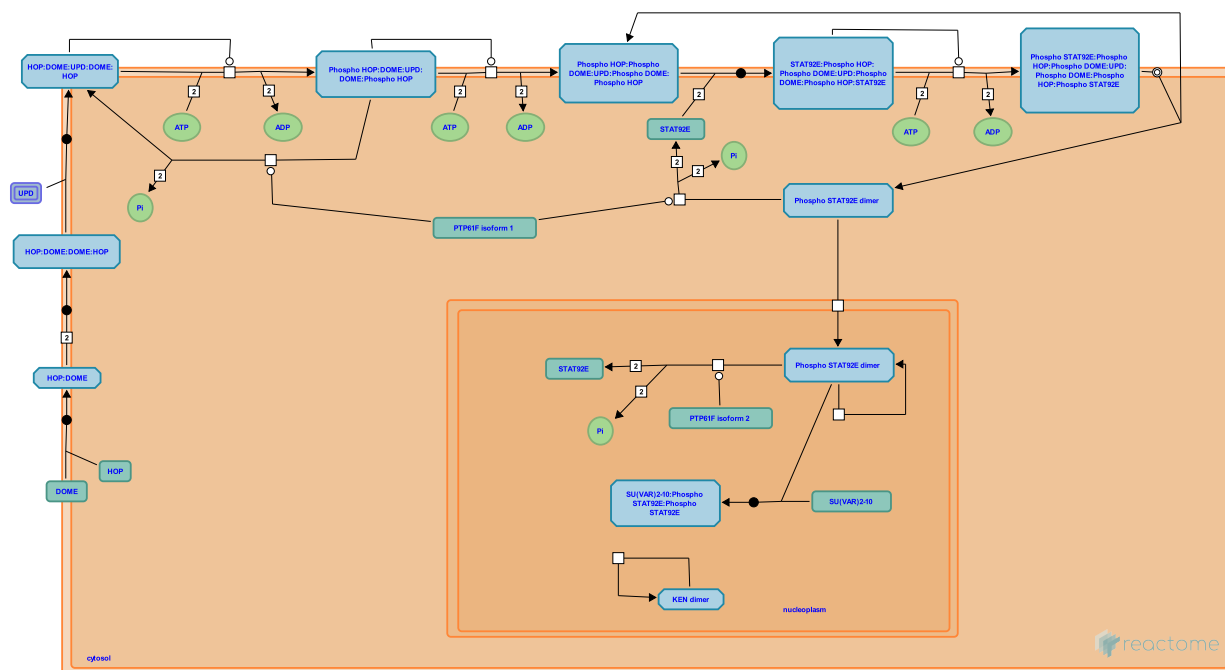 HOP:DOME:UPD:DOME:
HOP
Phospho HOP:DOME:UPD:
DOME:Phospho HOP
Phospho HOP:Phospho
DOME:UPD:Phospho DOME:
Phospho HOP
STAT92E:Phospho HOP:
Phospho DOME:UPD:Phospho
DOME:Phospho HOP:STAT92E
Phospho STAT92E:Phospho
HOP:Phospho DOME:UPD:
Phospho DOME:Phospho
HOP:Phospho STAT92E
2
2
2
2
2
2
2
ATP
ADP
ATP
ADP
STAT92E
ATP
ADP
2
2
Pi
2
Pi
UPD
Phospho STAT92E dimer
PTP61F isoform 1
HOP:DOME:DOME:HOP
2
HOP:DOME
Phospho STAT92E dimer
STAT92E
2
2
Pi
PTP61F isoform 2
HOP
DOME
SU(VAR)2-10:Phospho
STAT92E:Phospho
STAT92E
SU(VAR)2-10
KEN dimer
nucleoplasm
cytosol
reactome